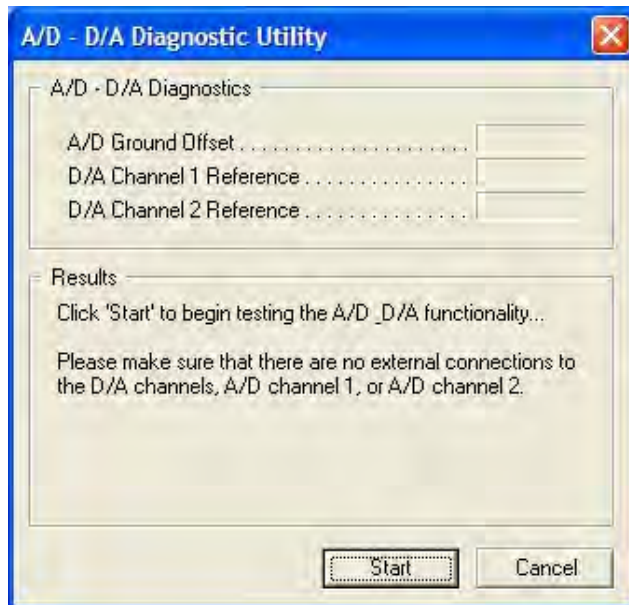 A/D - D/A Diagnostic Utility
A/D - D/A Diagnostics
A/D Ground Offset . . . . . . . . . . . . . . . . . . . . .
D/A Channel 1 Reference . . . . . . . . . . . . . . .
D/A Channel 2 Reference . . . . . . . . . . . . . . .
Results
Click 'Start' to begin testing the A/D _D/A functionality...
Please make sure that there are no external connections to
the D/A channels, A/D channel 1, or A/D channel 2.
Start
Cancel